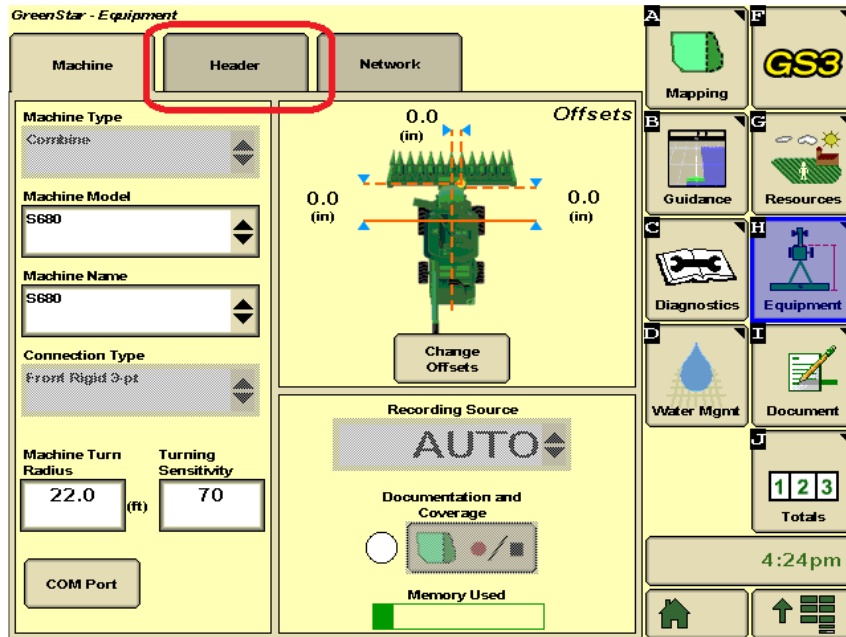 GreenStar - Equipment
Machine
Header
Network
Machine Type
Combine
Machine Model
S680
Machine Name
S680
Connection Type
Front Rigid 3-pt
Machine Turn
Radius
22.0
(ft)
Turning
Sensitivity
70
COM Port
Offsets
0.0
(in)
0.0
(in)
0.0
(in)
Change
Offsets
Recording Source
AUTO
Documentation and
Coverage
Memory Used
A
Mapping
F
GS3
B
Guidance
G
Resources
C
Diagnostics
H
Equipment
D
Water Mgmt
I
Document
J
1 2 3
Totals
4:24pm